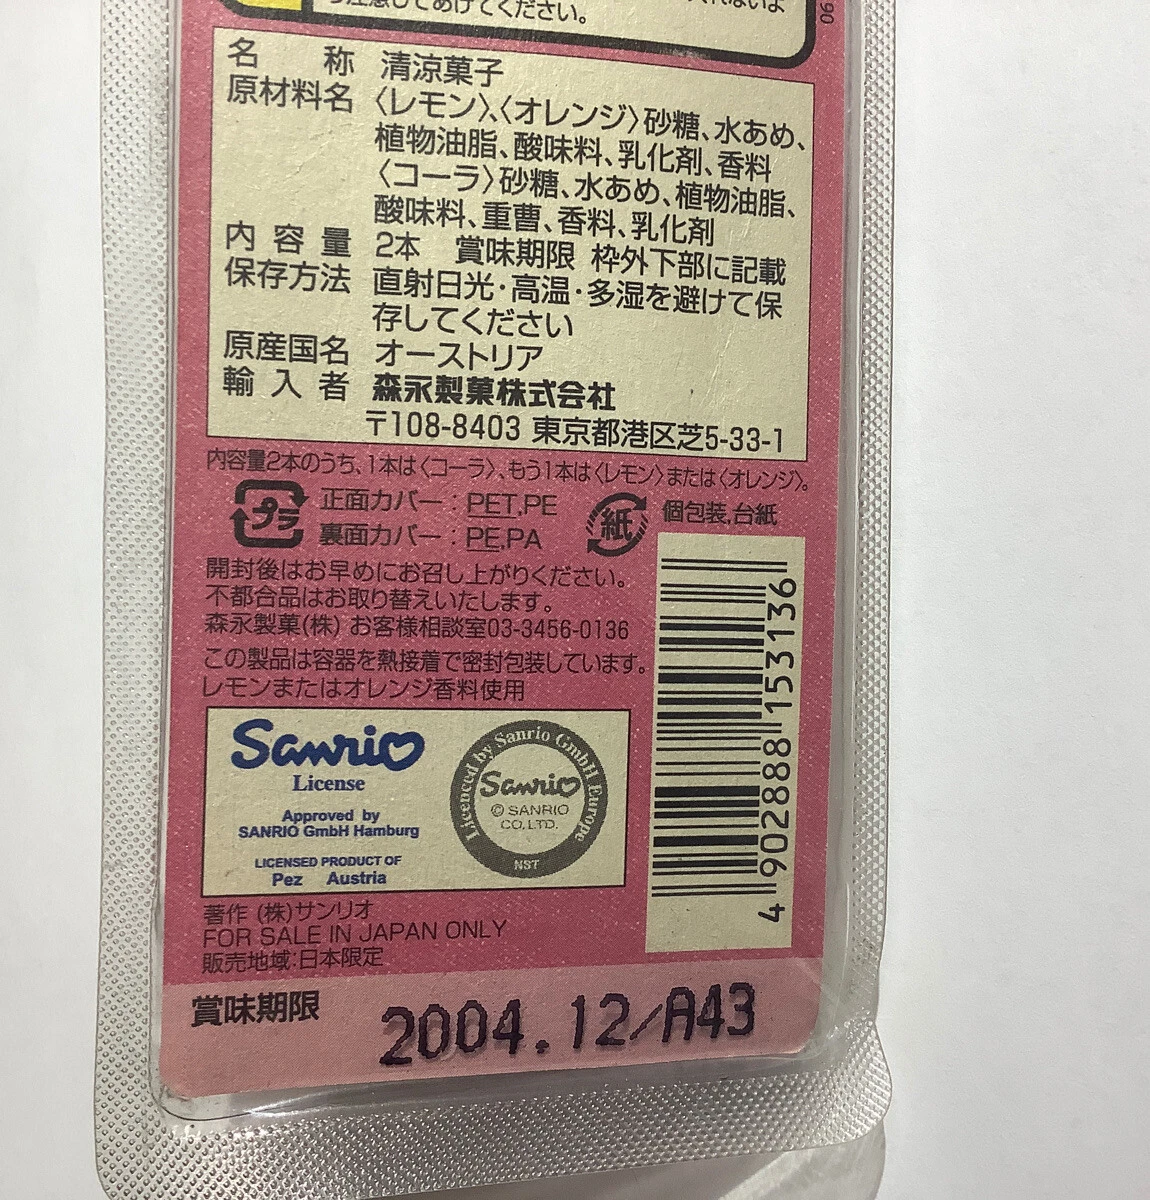 注意してあげてください。
名称 清涼菓子
原材料名 〈レモン〉、〈オレンジ〉砂糖、水あめ、
植物油脂、酸味料、乳化剤、香料
〈コーラ〉砂糖、水あめ、植物油脂、
酸味料、重曹、香料、乳化剤
内容量 2本 賞味期限 枠外下部に記載
保存方法 直射日光・高温・多湿を避けて保
存してください
原産国名 オーストリア
輸入者 森永製菓株式会社
〒108-8403 東京都港区芝5-33-1
内容量2本のうち、1本は〈コーラ〉、もう1本は〈レモン〉または〈オレンジ〉。
プラ 正面カバー：PET,PE
裏面カバー：PE,PA
紙 個包装,台紙
開封後はお早めにお召し上がりください。
不都合品はお取り替えいたします。
森永製菓(株) お客様相談室03-3456-0136
この製品は容器を熱接着で密封包装しています。
レモンまたはオレンジ香料使用
Sanrio
License
Approved by
SANRIO GmbH Hamburg
LICENSED PRODUCT OF
Pez Austria
Licenced by Sanrio GmbH Europe
Sanrio
© SANRIO
CO., LTD.
NST
4 902888 153136
著作 (株)サンリオ
FOR SALE IN JAPAN ONLY
販売地域：日本限定
賞味期限 2004.12/A43